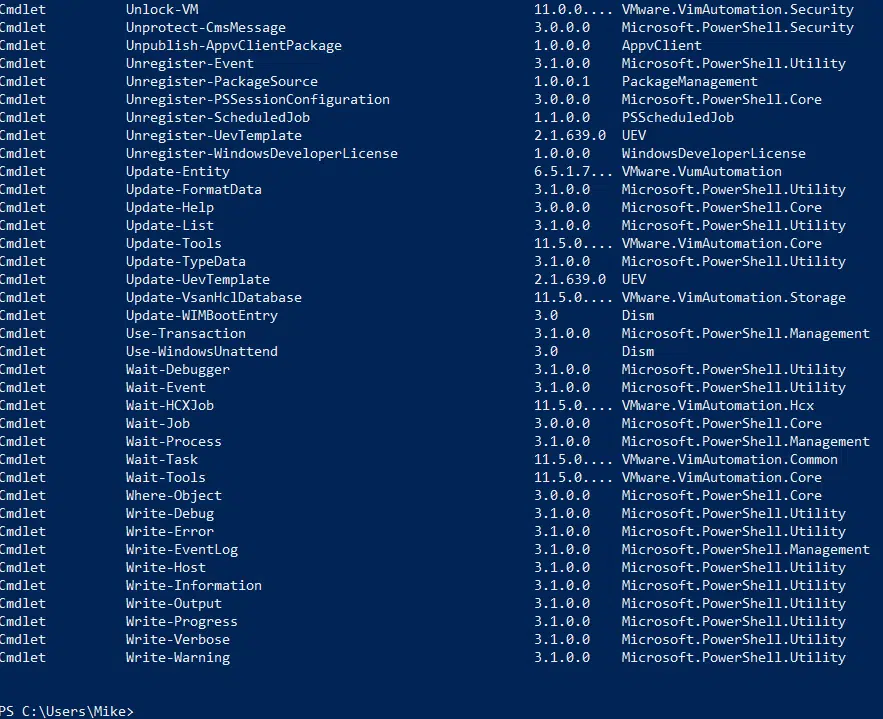 Cmdlet Unlock-VM 11.0.0.... VMware.VimAutomation.Security
Cmdlet Unprotect-CmsMessage 3.0.0.0 Microsoft.PowerShell.Security
Cmdlet Unpublish-AppvClientPackage 1.0.0.0 AppvClient
Cmdlet Unregister-Event 3.1.0.0 Microsoft.PowerShell.Utility
Cmdlet Unregister-PackageSource 1.0.0.1 PackageManagement
Cmdlet Unregister-PSSessionConfiguration 3.0.0.0 Microsoft.PowerShell.Core
Cmdlet Unregister-ScheduledJob 1.1.0.0 PSScheduledJob
Cmdlet Unregister-UevTemplate 2.1.639.0 UEV
Cmdlet Unregister-WindowsDeveloperLicense 1.0.0.0 WindowsDeveloperLicense
Cmdlet Update-Entity 6.5.1.7... VMware.VumAutomation
Cmdlet Update-FormatData 3.1.0.0 Microsoft.PowerShell.Utility
Cmdlet Update-Help 3.0.0.0 Microsoft.PowerShell.Core
Cmdlet Update-List 3.1.0.0 Microsoft.PowerShell.Utility
Cmdlet Update-Tools 11.5.0.... VMware.VimAutomation.Core
Cmdlet Update-TypeData 3.1.0.0 Microsoft.PowerShell.Utility
Cmdlet Update-UevTemplate 2.1.639.0 UEV
Cmdlet Update-VsanHclDatabase 11.5.0.... VMware.VimAutomation.Storage
Cmdlet Update-WIMBootEntry 3.0 Dism
Cmdlet Use-Transaction 3.1.0.0 Microsoft.PowerShell.Management
Cmdlet Use-WindowsUnattend 3.0 Dism
Cmdlet Wait-Debugger 3.1.0.0 Microsoft.PowerShell.Utility
Cmdlet Wait-Event 3.1.0.0 Microsoft.PowerShell.Utility
Cmdlet Wait-HCXJob 11.5.0.... VMware.VimAutomation.Hcx
Cmdlet Wait-Job 3.0.0.0 Microsoft.PowerShell.Core
Cmdlet Wait-Process 3.1.0.0 Microsoft.PowerShell.Management
Cmdlet Wait-Task 11.5.0.... VMware.VimAutomation.Common
Cmdlet Wait-Tools 11.5.0.... VMware.VimAutomation.Core
Cmdlet Where-Object 3.0.0.0 Microsoft.PowerShell.Core
Cmdlet Write-Debug 3.1.0.0 Microsoft.PowerShell.Utility
Cmdlet Write-Error 3.1.0.0 Microsoft.PowerShell.Utility
Cmdlet Write-EventLog 3.1.0.0 Microsoft.PowerShell.Management
Cmdlet Write-Host 3.1.0.0 Microsoft.PowerShell.Utility
Cmdlet Write-Information 3.1.0.0 Microsoft.PowerShell.Utility
Cmdlet Write-Output 3.1.0.0 Microsoft.PowerShell.Utility
Cmdlet Write-Progress 3.1.0.0 Microsoft.PowerShell.Utility
Cmdlet Write-Verbose 3.1.0.0 Microsoft.PowerShell.Utility
Cmdlet Write-Warning 3.1.0.0 Microsoft.PowerShell.Utility
PS C:\Users\Mike>